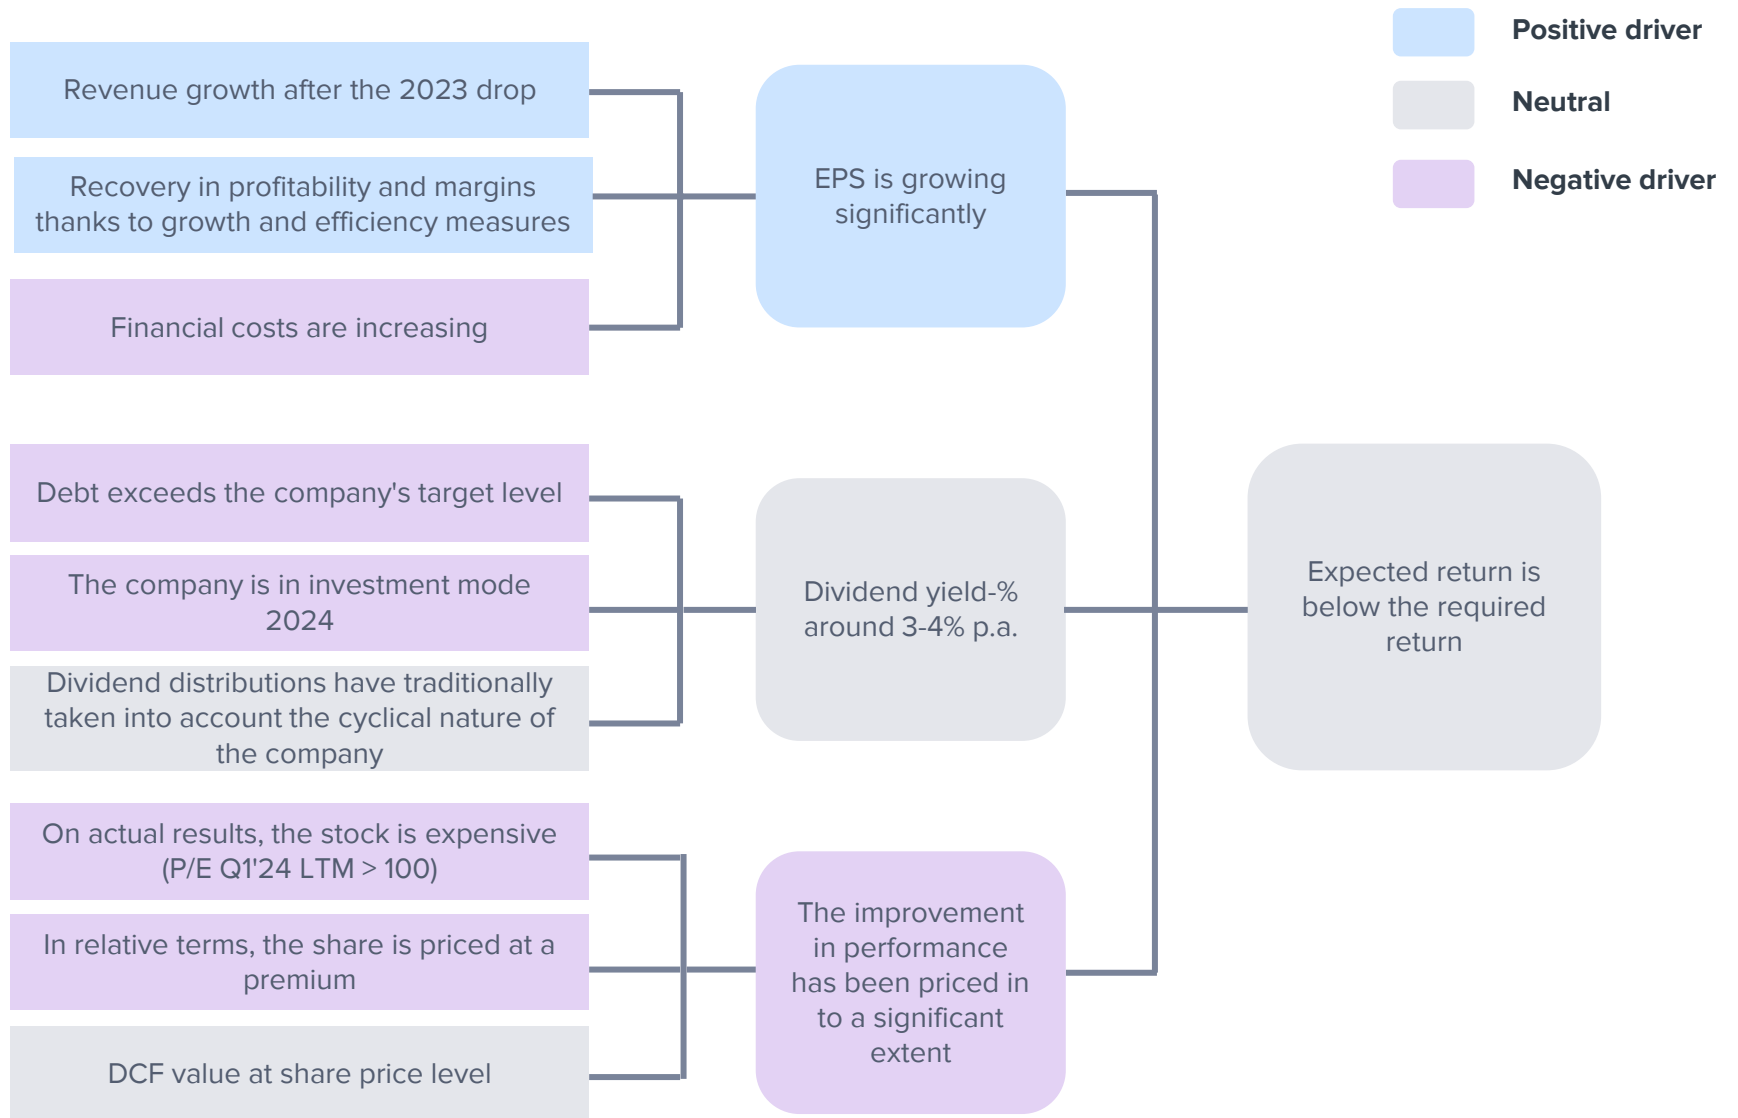 Positive driver
Neutral
Negative driver
Revenue growth after the 2023 drop
Recovery in profitability and margins
thanks to growth and efficiency measures
Financial costs are increasing
EPS is growing
significantly
Debt exceeds the company's target level
The company is in investment mode
2024
Dividend distributions have traditionally
taken into account the cyclical nature of
the company
Dividend yield-%
around 3-4% p.a.
On actual results, the stock is expensive
(P/E Q1'24 LTM > 100)
In relative terms, the share is priced at a
premium
DCF value at share price level
The improvement
in performance
has been priced in
to a significant
extent
Expected return is
below the required
return